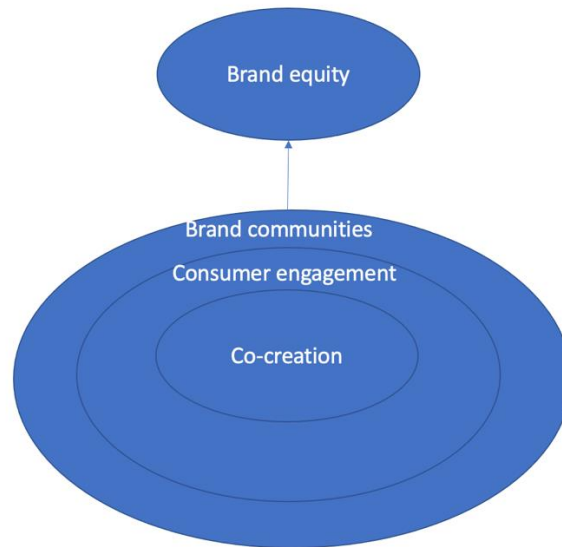 Brand equity
Brand communities
Consumer engagement
Co-creation